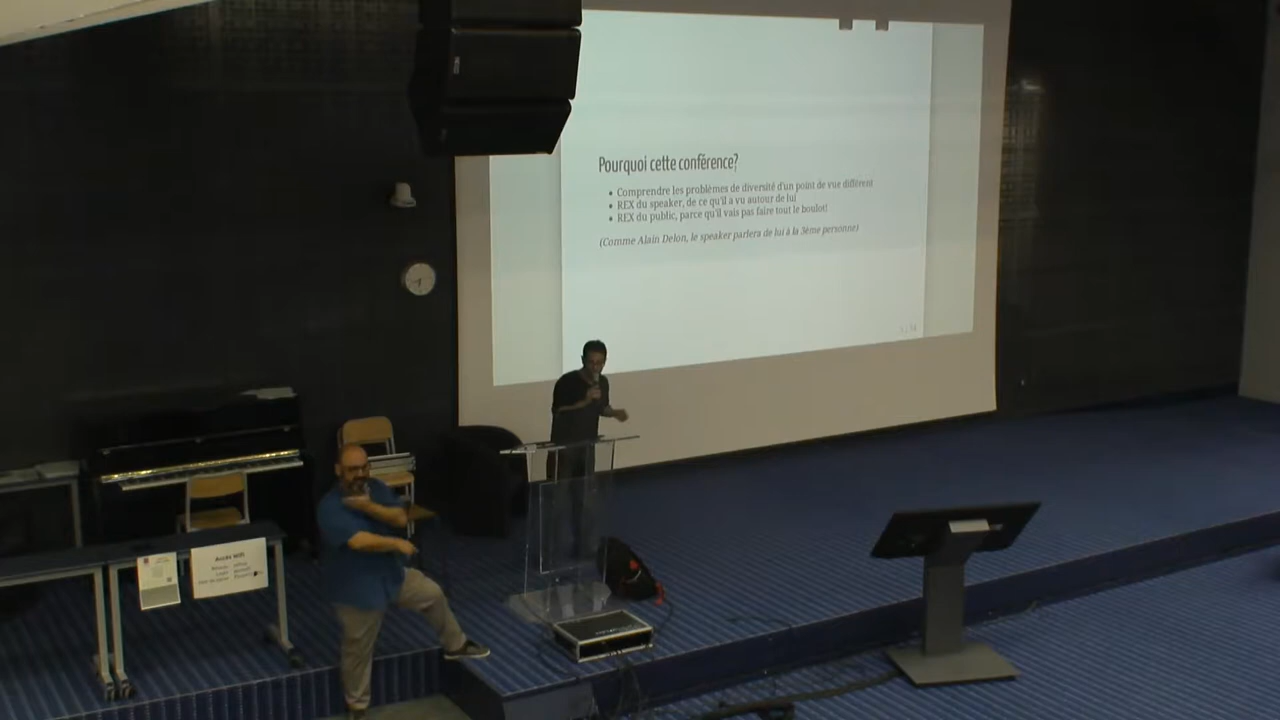 Pourquoi cette conférence?
Comprendre les problèmes de diversité d'un point de vue différent
REX du speaker, de ce qu'il a vu autour de lui
REX du public, parce qu'il vais pas faire tout le boulot!
(Comme Alain Delon, le speaker parlera de lui à la 3ème personne)
Accès Wifi